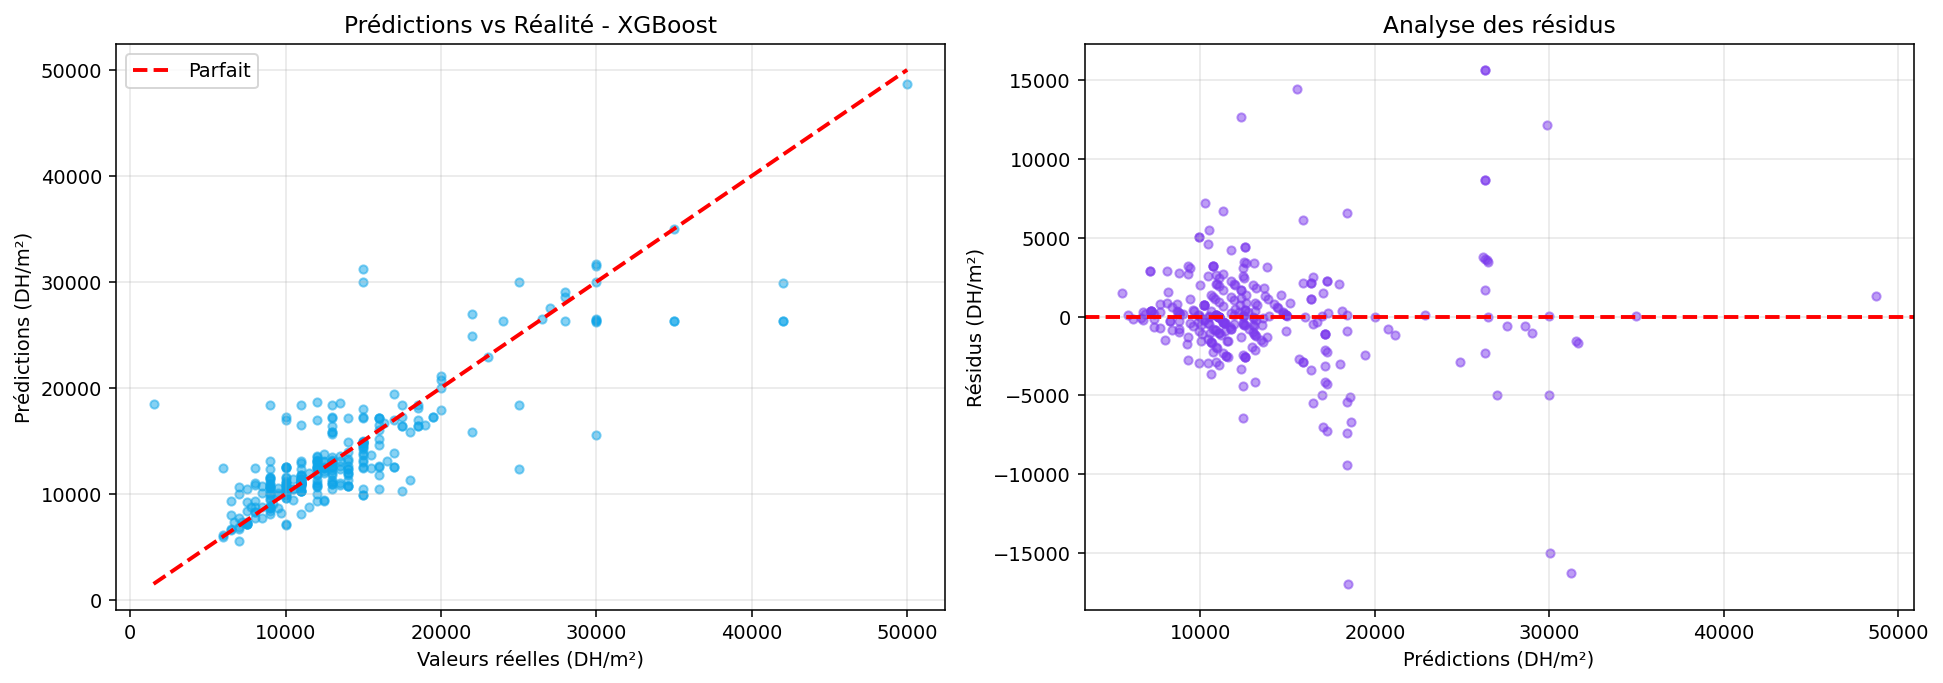 Prédictions vs Réalité - XGBoost
Parfait
50000
40000
30000
20000
10000
0
Prédictions (DH/m²)
0 10000 20000 30000 40000 50000
Valeurs réelles (DH/m²)
Analyse des résidus
15000
10000
5000
0
−5000
−10000
−15000
Résidus (DH/m²)
10000 20000 30000 40000 50000
Prédictions (DH/m²)